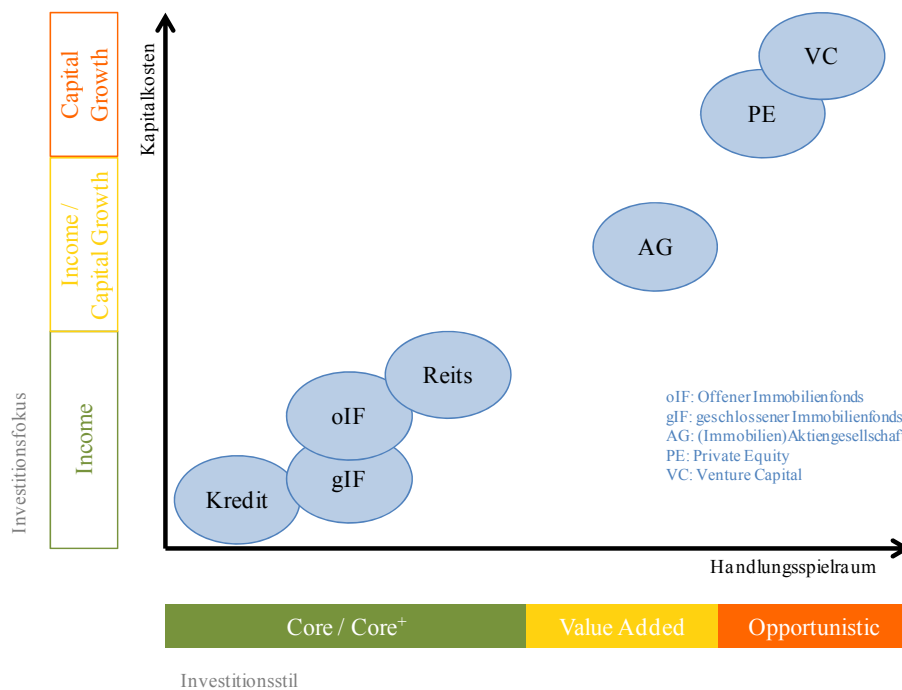 Investitionsfokus
Capital
Growth
Income /
Capital Growth
Income
Kapitalkosten
VC
PE
AG
Reits
oIF
gIF
Kredit
oIF: Offener Immobilienfonds
gIF: geschlossener Immobilienfonds
AG: (Immobilien)Aktiengesellschaft
PE: Private Equity
VC: Venture Capital
Handlungsspielraum
Core / Core⁺
Value Added
Opportunistic
Investitionsstil